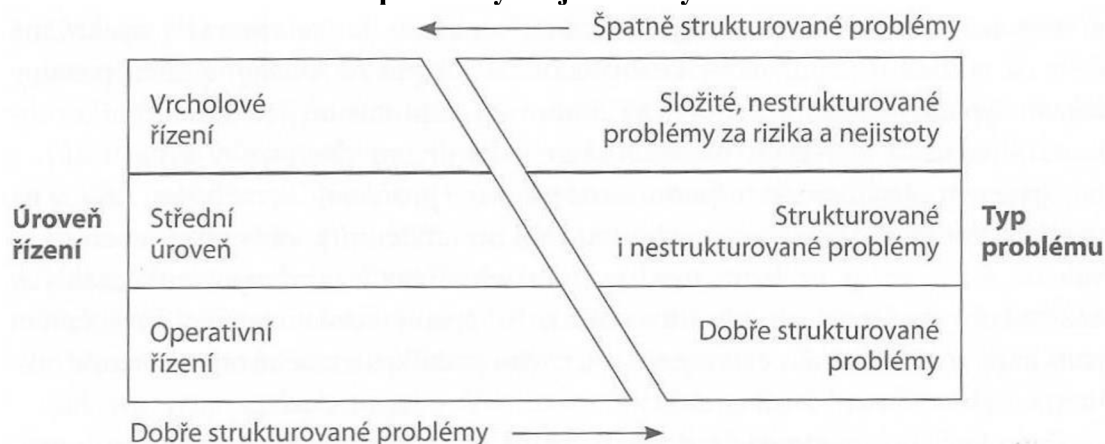 Špatně strukturované problémy
Vrcholové
řízení
Složité, nestrukturované
problémy za rizika a nejistoty
Úroveň
řízení
Střední
úroveň
Strukturované
i nestrukturované problémy
Typ
problému
Operativní
řízení
Dobře strukturované
problémy
Dobře strukturované problémy